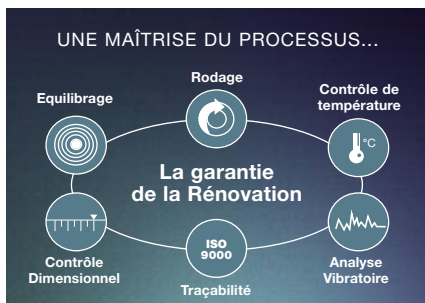 UNE MAÎTRISE DU PROCESSUS...
Rodage
Equilibrage
Contrôle de
température
°C
La garantie
de la Rénovation
ISO
9000
Contrôle
Dimensionnel
Traçabilité
Analyse
Vibratoire